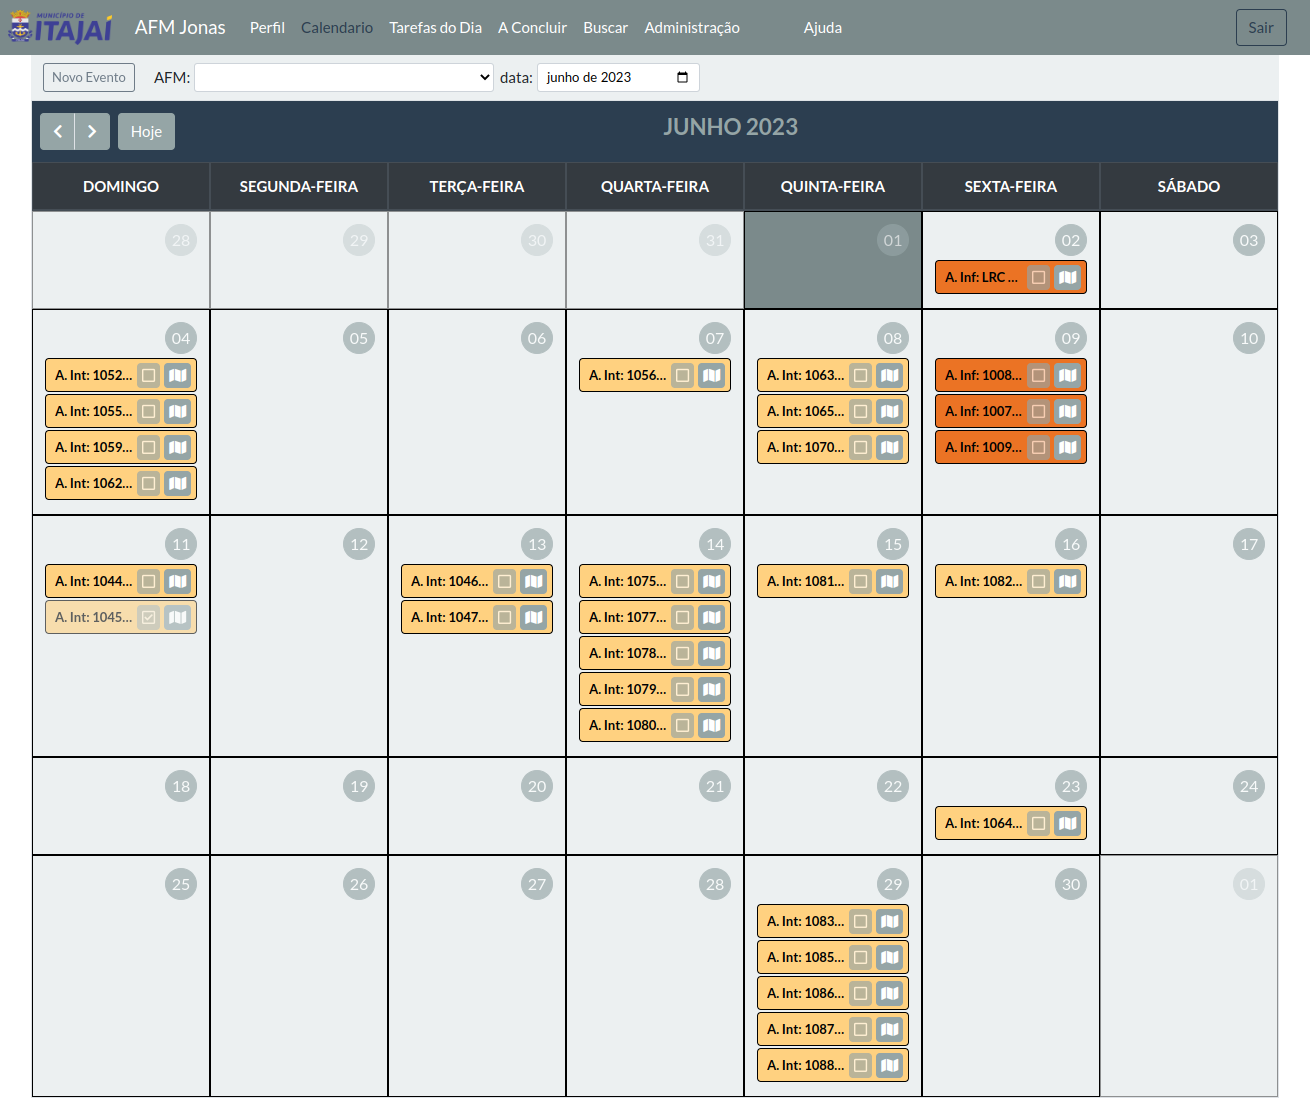 MUNICÍPIO DE
ITAJAÍ
AFM Jonas Perfil Calendario Tarefas do Dia A Concluir Buscar Administração Ajuda Sair
Novo Evento AFM: data: junho de 2023
Hoje JUNHO 2023
DOMINGO SEGUNDA-FEIRA TERÇA-FEIRA QUARTA-FEIRA QUINTA-FEIRA SEXTA-FEIRA SÁBADO
28 29 30 31 01 02 03
A. Inf: LRC ...
04 05 06 07 08 09 10
A. Int: 1052... A. Int: 1056... A. Int: 1063... A. Inf: 1008...
A. Int: 1055... A. Int: 1065... A. Inf: 1007...
A. Int: 1059... A. Int: 1070... A. Inf: 1009...
A. Int: 1062...
11 12 13 14 15 16 17
A. Int: 1044... A. Int: 1046... A. Int: 1075... A. Int: 1081... A. Int: 1082...
A. Int: 1045... A. Int: 1047... A. Int: 1077...
A. Int: 1078...
A. Int: 1079...
A. Int: 1080...
18 19 20 21 22 23 24
A. Int: 1064...
25 26 27 28 29 30 01
A. Int: 1083...
A. Int: 1085...
A. Int: 1086...
A. Int: 1087...
A. Int: 1088...